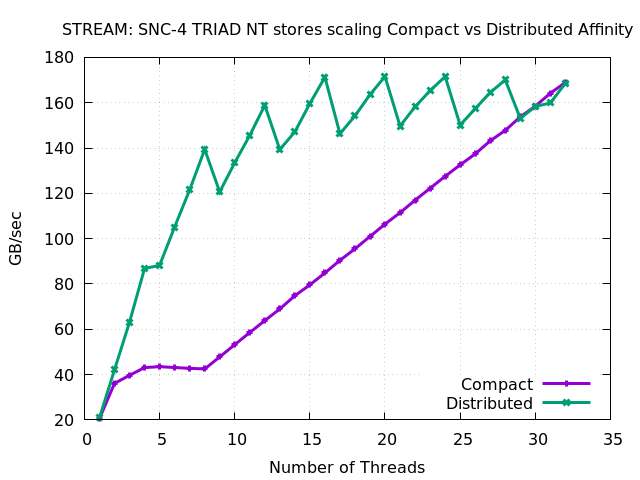 STREAM: SNC-4 TRIAD NT stores scaling Compact vs Distributed Affinity
180
160
140
120
100
80
60
40
20
GB/sec
Compact
Distributed
0 5 10 15 20 25 30 35
Number of Threads